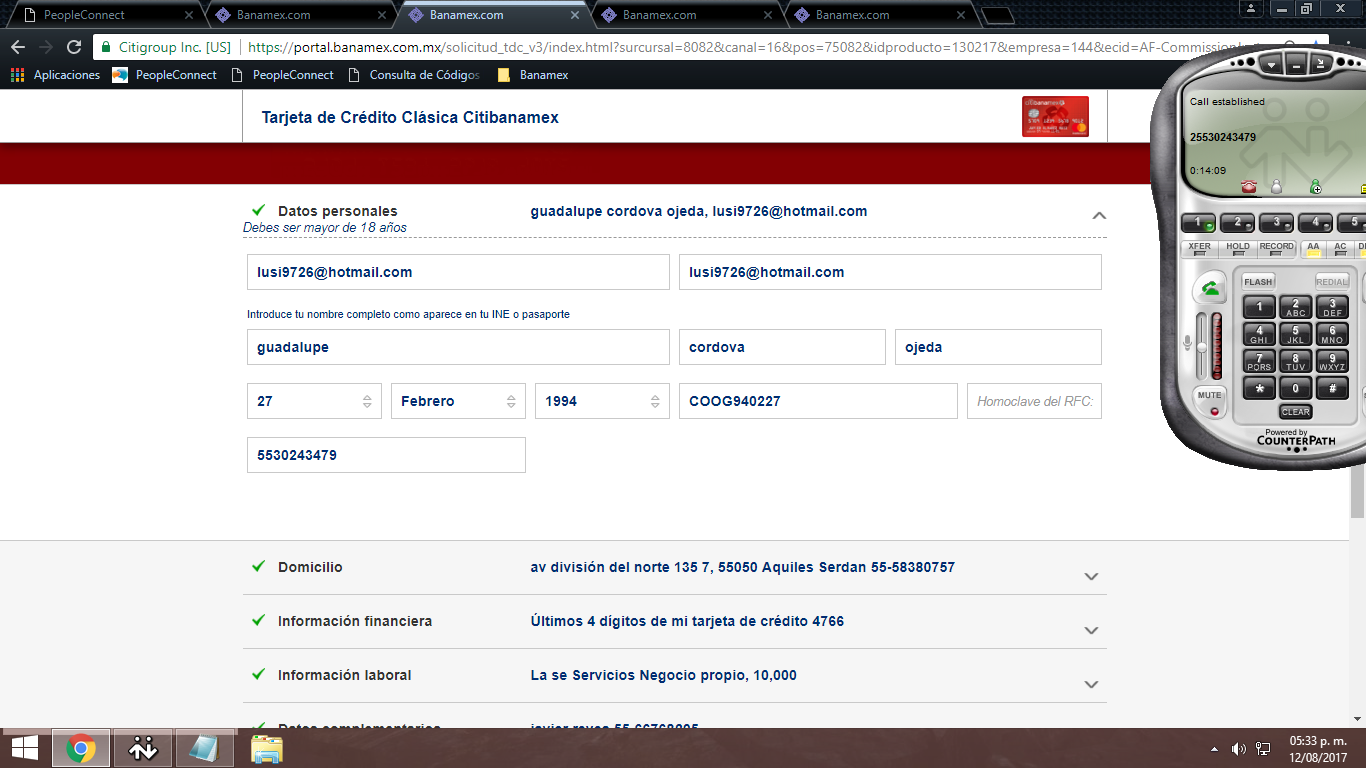 PeopleConnect
Banamex.com
Banamex.com
Banamex.com
Banamex.com
Citigroup Inc. [US]
https://portal.banamex.com.mx/solicitud_tdc_v3/index.html?sucursal=8082&canal=16&pos=75082&idproducto=130217&empresa=144&ecid=AF-Commission
Aplicaciones
PeopleConnect
PeopleConnect
Consulta de Códigos
Banamex
Tarjeta de Crédito Clásica Citibanamex
Datos personales
guadalupe cordova ojeda, lusi9726@hotmail.com
Debes ser mayor de 18 años
lusi9726@hotmail.com
lusi9726@hotmail.com
Introduce tu nombre completo como aparece en tu INE o pasaporte
guadalupe
cordova
ojeda
27
Febrero
1994
COOG940227
Homoclave del RFC:
5530243479
Domicilio
av división del norte 135 7, 55050 Aquiles Serdan 55-58380757
Información financiera
Últimos 4 dígitos de mi tarjeta de crédito 4766
Información laboral
La se Servicios Negocio propio, 10,000
Call established
25530243479
0:14:09
1 2 3 4 5
XFER HOLD RECORD AA AC
FLASH REDIAL
1 2 ABC 3 DEF
4 GHI 5 JKL 6 MNO
7 PQRS 8 TUV 9 WXYZ
* 0 #
MUTE
CLEAR
Powered by
COUNTERPATH
05:33 p. m.
12/08/2017